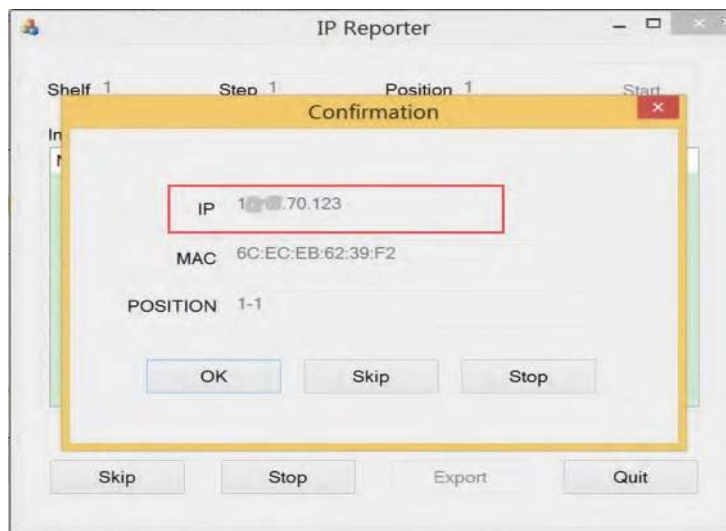 IP Reporter
Shelf 1 Step 1 Position 1 Start
Confirmation
In
IP .70.123
MAC 6C:EC:EB:62:39:F2
POSITION 1-1
OK Skip Stop
Skip Stop Export Quit